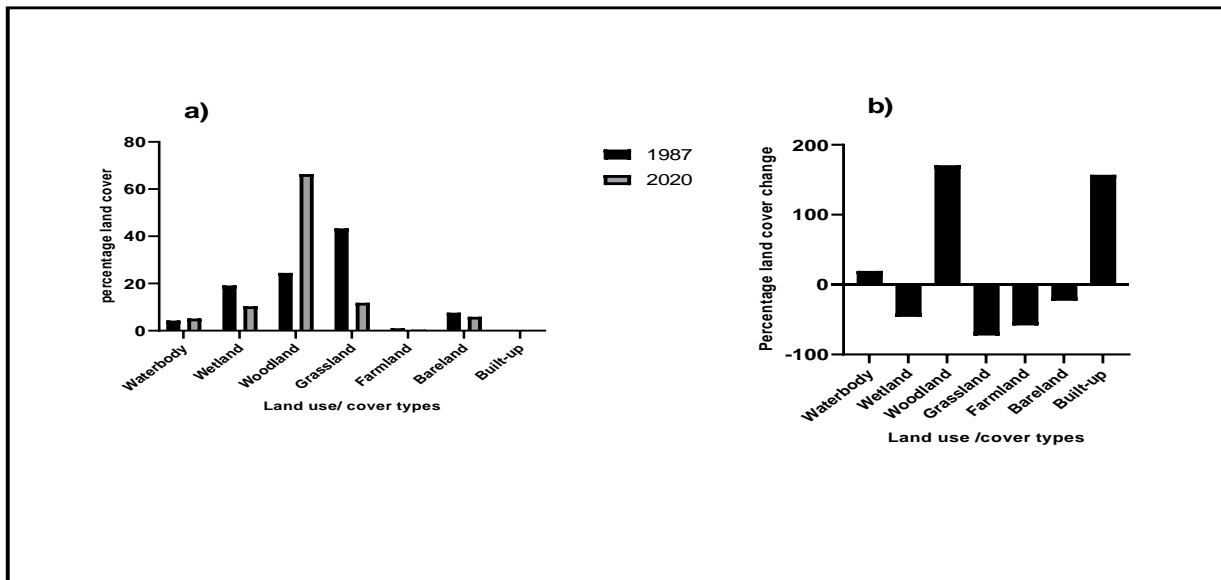 a)
80
60
40
20
0
percentage land cover
Waterbody
Wetland
Woodland
Grassland
Farmland
Bareland
Built-up
Land use/ cover types
1987
2020
b)
200
100
0
-100
Percentage land cover change
Waterbody
Wetland
Woodland
Grassland
Farmland
Bareland
Built-up
Land use /cover types